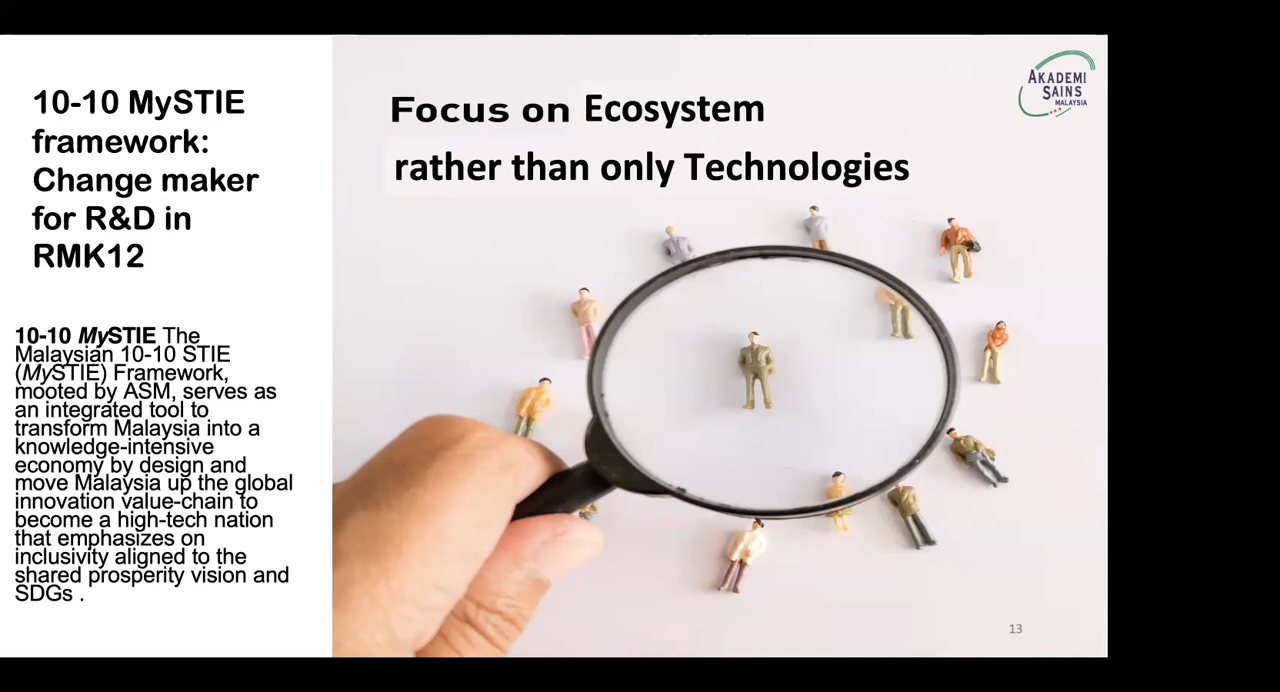 10-10 MySTIE
framework:
Change maker
for R&D in
RMK12
10-10 MySTIE The
Malaysian 10-10 STIE
(MySTIE) Framework,
mooted by ASM, serves as
an integrated tool to
transform Malaysia into a
knowledge-intensive
economy by design and
move Malaysia up the global
innovation value-chain to
become a high-tech nation
that emphasizes on
inclusivity aligned to the
shared prosperity vision and
SDGs .
Focus on Ecosystem
rather than only Technologies
AKADEMI
SAINS
MALAYSIA
13